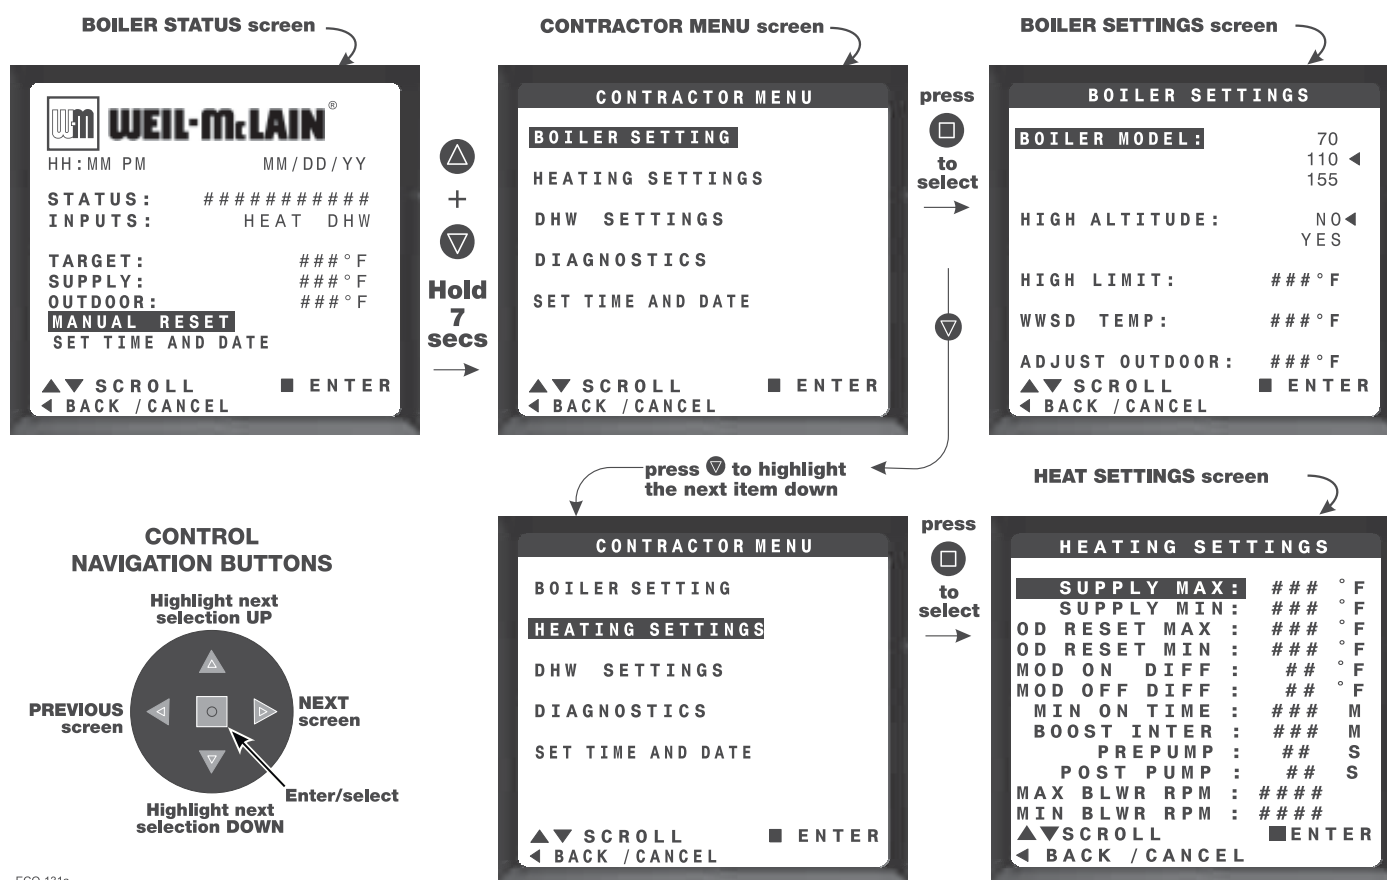 BOILER STATUS screen
WEIL-McLAIN®
HH:MM PM MM/DD/YY
STATUS: ###########
INPUTS: HEAT DHW
TARGET: ###°F
SUPPLY: ###°F
OUTDOOR: ###°F
MANUAL RESET
SET TIME AND DATE
▲▼ SCROLL ■ ENTER
◀ BACK /CANCEL
+
Hold
7
secs
CONTRACTOR MENU screen
CONTRACTOR MENU
BOILER SETTING
HEATING SETTINGS
DHW SETTINGS
DIAGNOSTICS
SET TIME AND DATE
▲▼ SCROLL ■ ENTER
◀ BACK /CANCEL
press
to
select
BOILER SETTINGS screen
BOILER SETTINGS
BOILER MODEL: 70
110 ◀
155
HIGH ALTITUDE: NO◀
YES
HIGH LIMIT: ###°F
WWSD TEMP: ###°F
ADJUST OUTDOOR: ###°F
▲▼ SCROLL ■ ENTER
◀ BACK /CANCEL
press ▽ to highlight
the next item down
CONTROL
NAVIGATION BUTTONS
Highlight next
selection UP
PREVIOUS
screen
NEXT
screen
Enter/select
Highlight next
selection DOWN
CONTRACTOR MENU
BOILER SETTING
HEATING SETTINGS
DHW SETTINGS
DIAGNOSTICS
SET TIME AND DATE
▲▼ SCROLL ■ ENTER
◀ BACK /CANCEL
press
to
select
HEAT SETTINGS screen
HEATING SETTINGS
SUPPLY MAX: ### °F
SUPPLY MIN: ### °F
OD RESET MAX : ### °F
OD RESET MIN : ### °F
MOD ON DIFF : ## °F
MOD OFF DIFF : ## °F
MIN ON TIME : ### M
BOOST INTER : ### M
PREPUMP : ## S
POST PUMP : ## S
MAX BLWR RPM : ####
MIN BLWR RPM : ####
▲▼SCROLL ■ENTER
◀ BACK /CANCEL